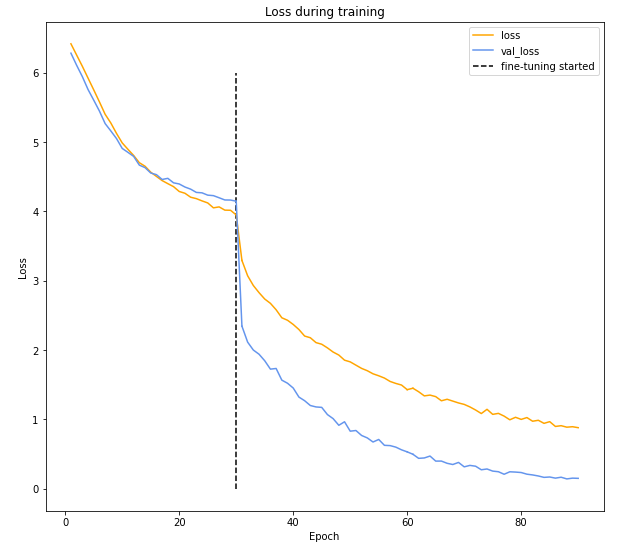 Loss during training
loss
val_loss
fine-tuning started
Loss
6
5
4
3
2
1
0
0 20 40 60 80
Epoch